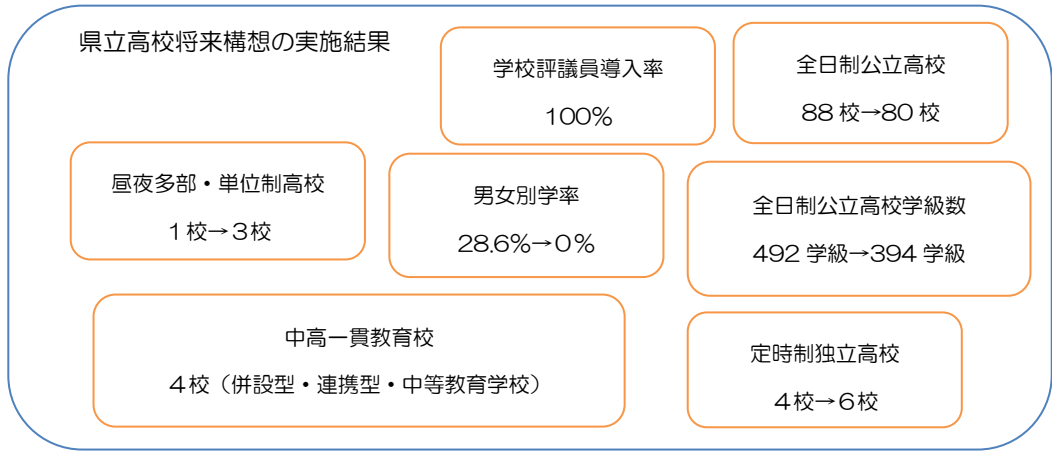 県立高校将来構想の実施結果
学校評議員導入率
100%
全日制公立高校
88 校→80 校
昼夜多部・単位制高校
1校→3校
男女別学率
28.6%→0%
全日制公立高校学級数
492 学級→394 学級
中高一貫教育校
4校（併設型・連携型・中等教育学校）
定時制独立高校
4校→6校